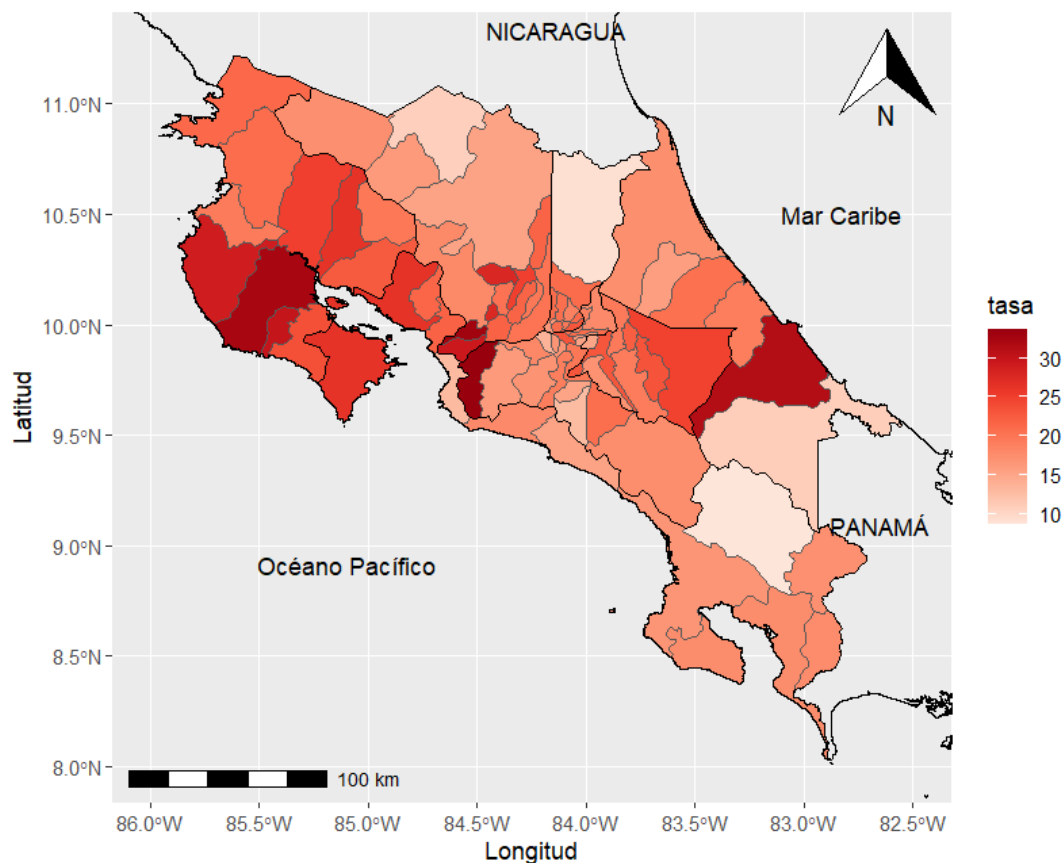 NICARAGUA
N
Mar Caribe
PANAMÁ
Océano Pacífico
100 km
11.0°N
10.5°N
10.0°N
9.5°N
9.0°N
8.5°N
8.0°N
Latitud
86.0°W 85.5°W 85.0°W 84.5°W 84.0°W 83.5°W 83.0°W 82.5°W
Longitud
tasa
30
25
20
15
10